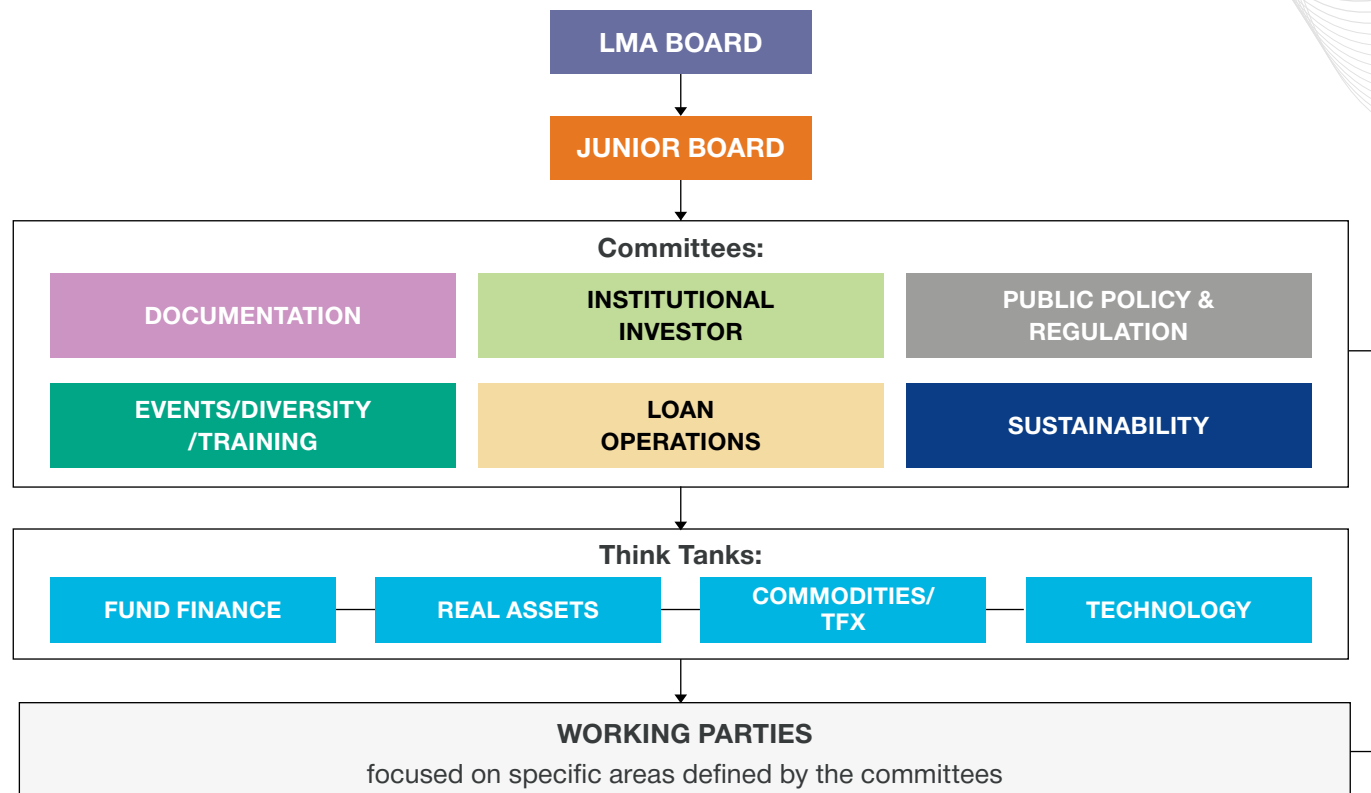 LMA BOARD
JUNIOR BOARD
Committees:
DOCUMENTATION
INSTITUTIONAL
INVESTOR
PUBLIC POLICY &
REGULATION
EVENTS/DIVERSITY
/TRAINING
LOAN
OPERATIONS
SUSTAINABILITY
Think Tanks:
FUND FINANCE
REAL ASSETS
COMMODITIES/
TFX
TECHNOLOGY
WORKING PARTIES
focused on specific areas defined by the committees